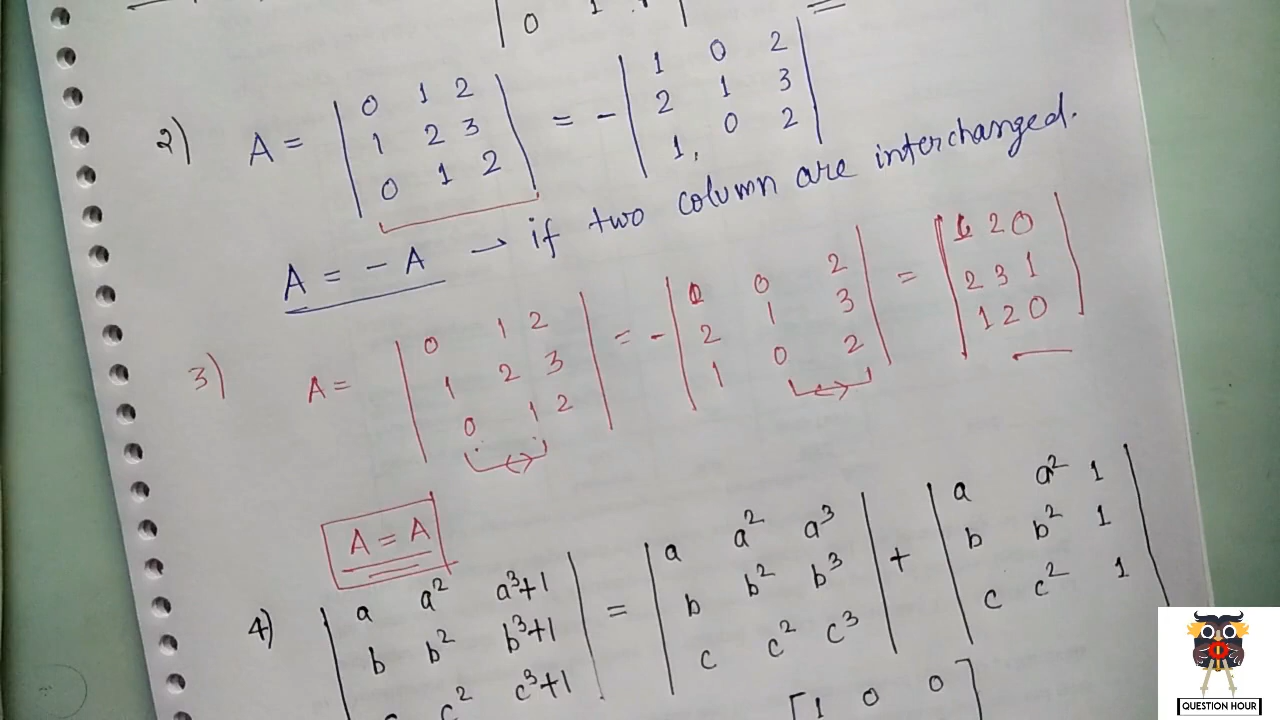 0 1
2) A = | 0 1 2 | = - | 1 0 2 |
| 1 2 3 | | 2 1 3 |
| 0 1 2 | | 1, 0 2 |
A = - A → if two column are interchanged.
3) A = | 0 1 2 | = - | 0 2 | = | 2 0 |
| 1 2 3 | | 2 1 3 | | 2 3 1 |
| 0 1 2 | | 1 0 2 | | 1 2 0 |
A = A
4) | a a² a³+1 | = | a a² a³ | + | a a² 1 |
| b b² b³+1 | | b b² b³ | | b b² 1 |
| c² c³+1 | | c c² c³ | | c c² 1 |
[ 1 0 0 ]
QUESTION HOUR